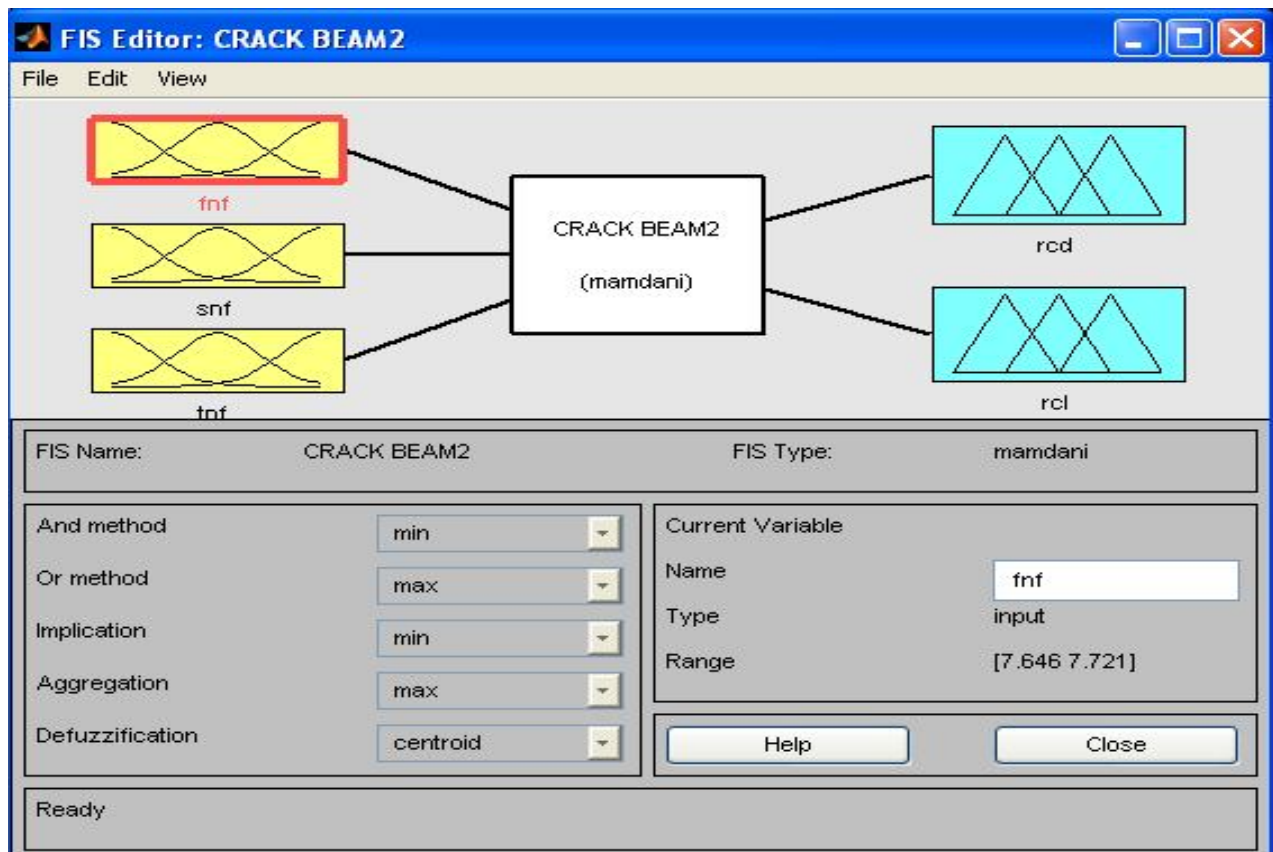 FIS Editor: CRACK BEAM2
File Edit View
fnf
snf
tnf
CRACK BEAM2
(mamdani)
rcd
rcl
FIS Name: CRACK BEAM2 FIS Type: mamdani
And method min
Or method max
Implication min
Aggregation max
Defuzzification centroid
Current Variable
Name fnf
Type input
Range [7.646 7.721]
Help Close
Ready